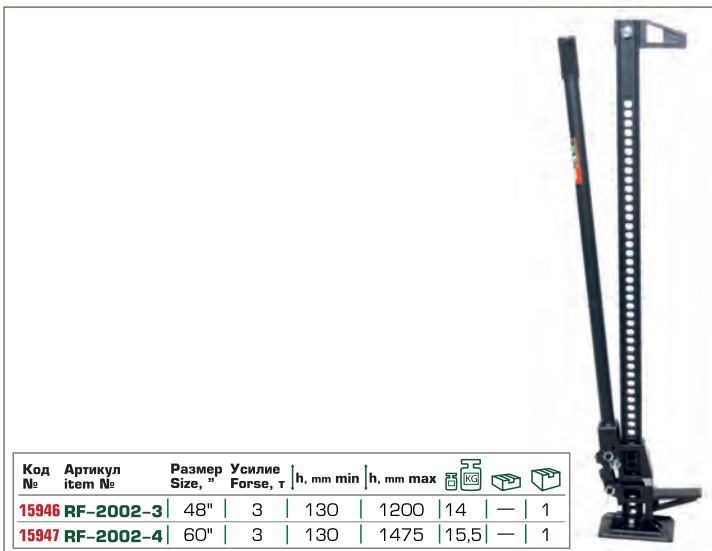 Код № Артикул item № Размер Size, ” Усилие Forse, т h, mm min h, mm max KG
15946 RF–2002–3 48" 3 130 1200 14 — 1
15947 RF–2002–4 60" 3 130 1475 15,5 — 1